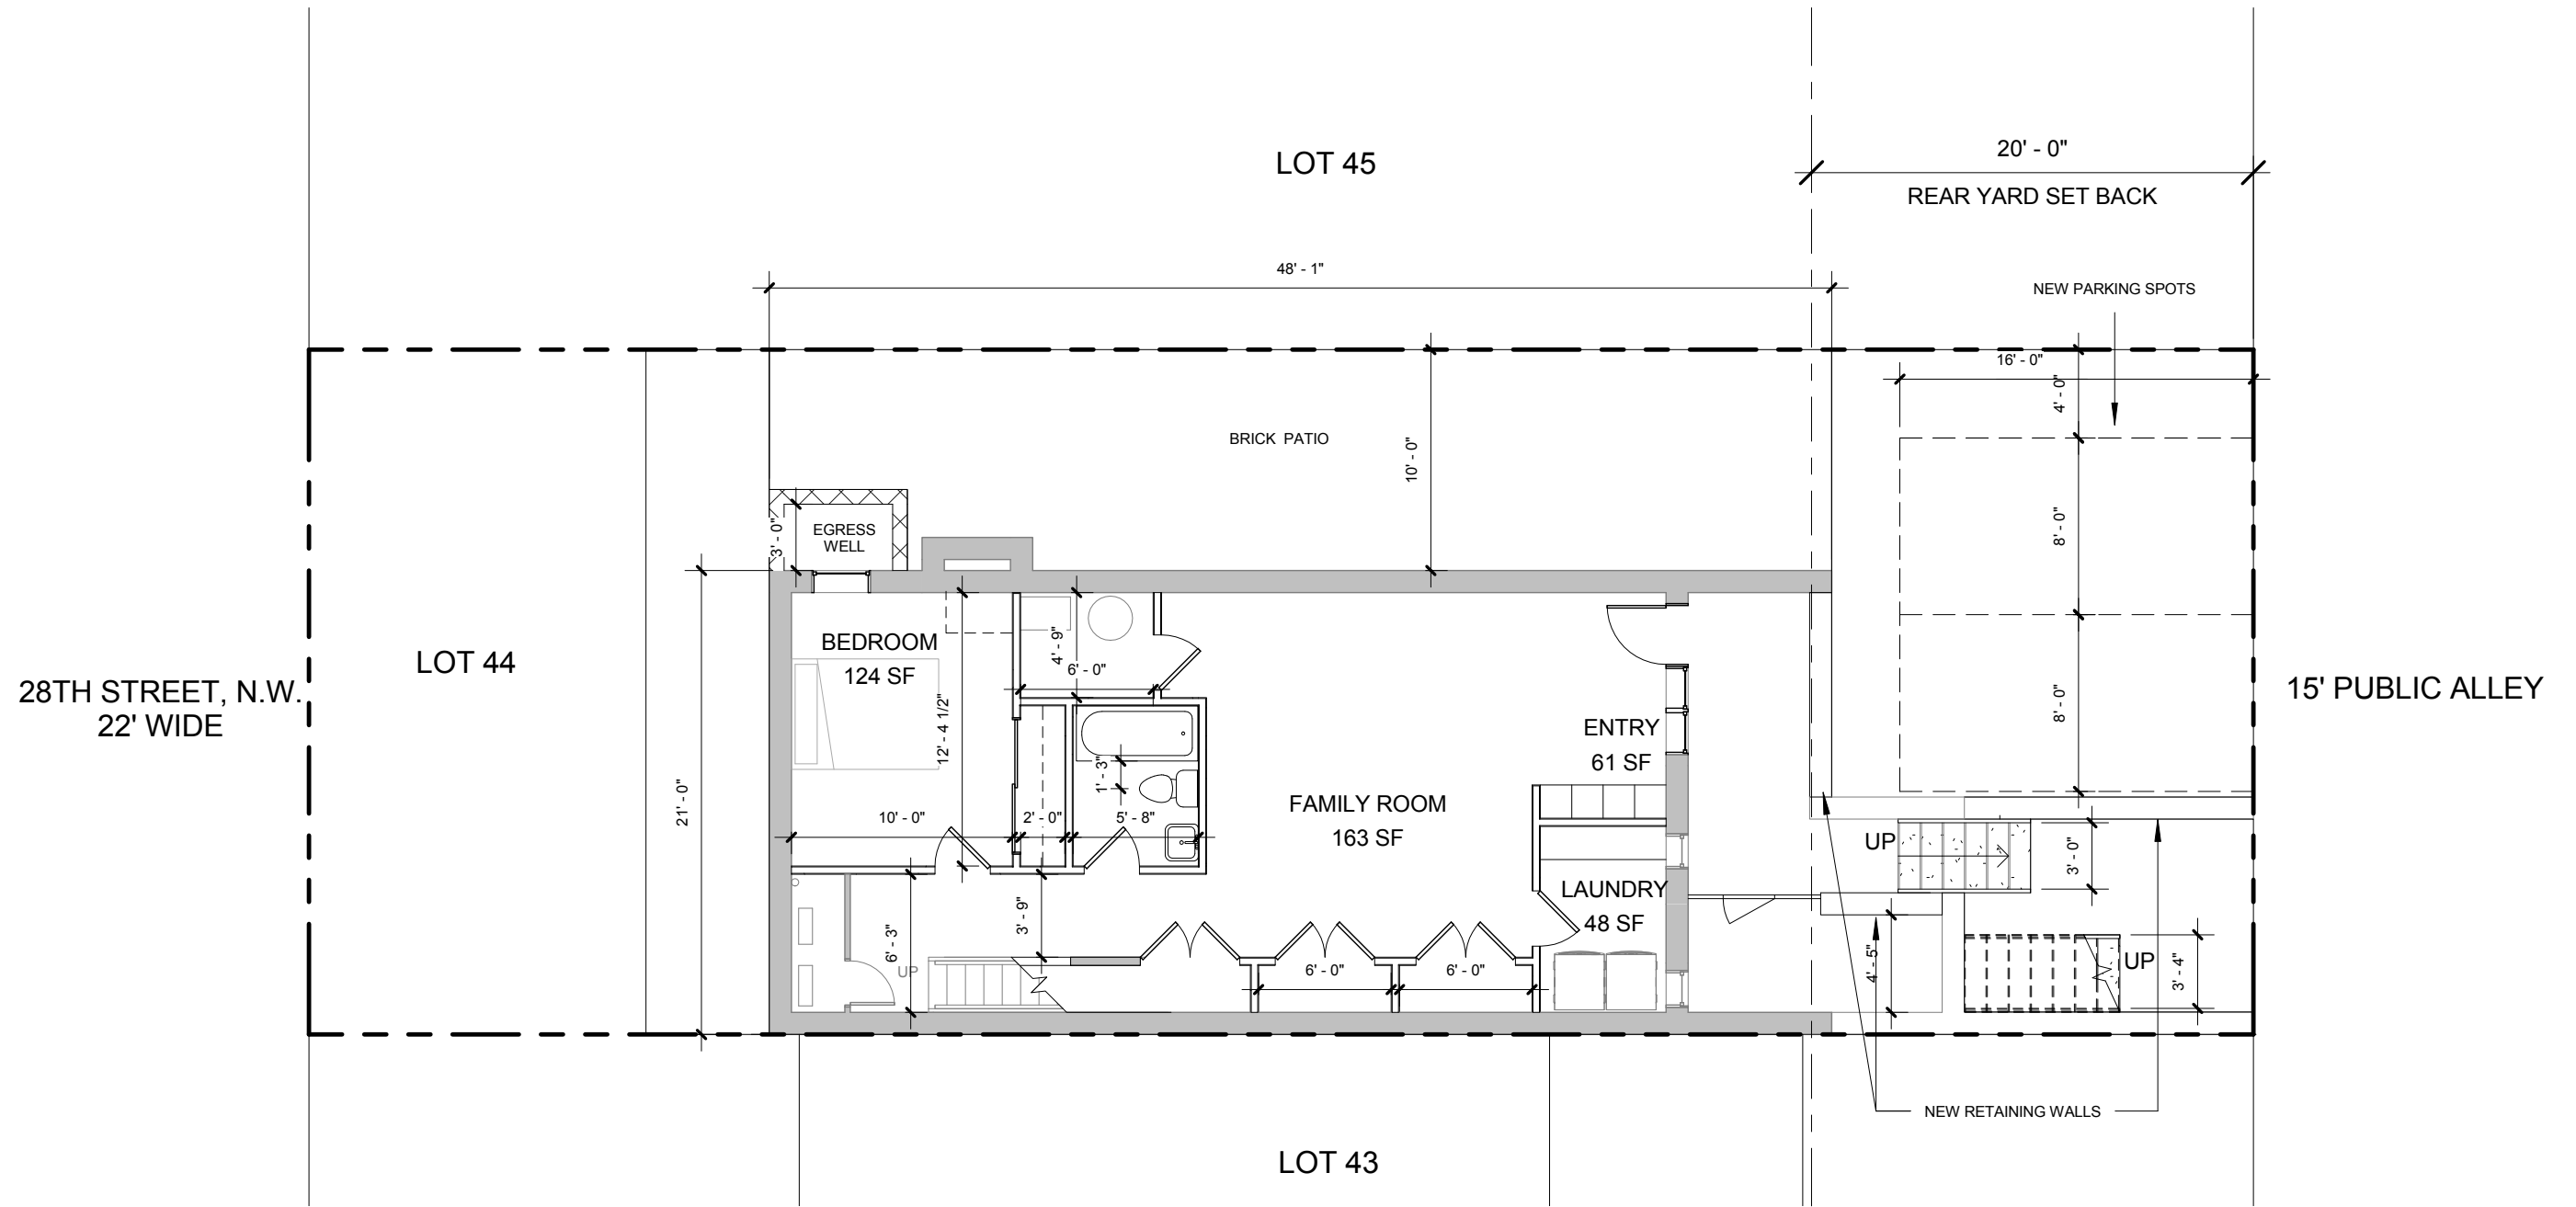 LOT 45
20' - 0"
REAR YARD SET BACK
48' - 1"
NEW PARKING SPOTS
16' - 0"
4' - 0"
BRICK PATIO
10' - 0"
8' - 0"
EGRESS
WELL
3' - 0"
BEDROOM
124 SF
4' - 9"
6' - 0"
LOT 44
28TH STREET, N.W.
22' WIDE
15' PUBLIC ALLEY
12' - 4 1/2"
8' - 0"
ENTRY
61 SF
1' - 3"
21' - 0"
FAMILY ROOM
163 SF
10' - 0"
2' - 0"
5' - 8"
UP
3' - 0"
LAUNDRY
48 SF
3' - 9"
6' - 3"
UP
6' - 0"
6' - 0"
4' - 5"
UP
3' - 4"
NEW RETAINING WALLS
LOT 43